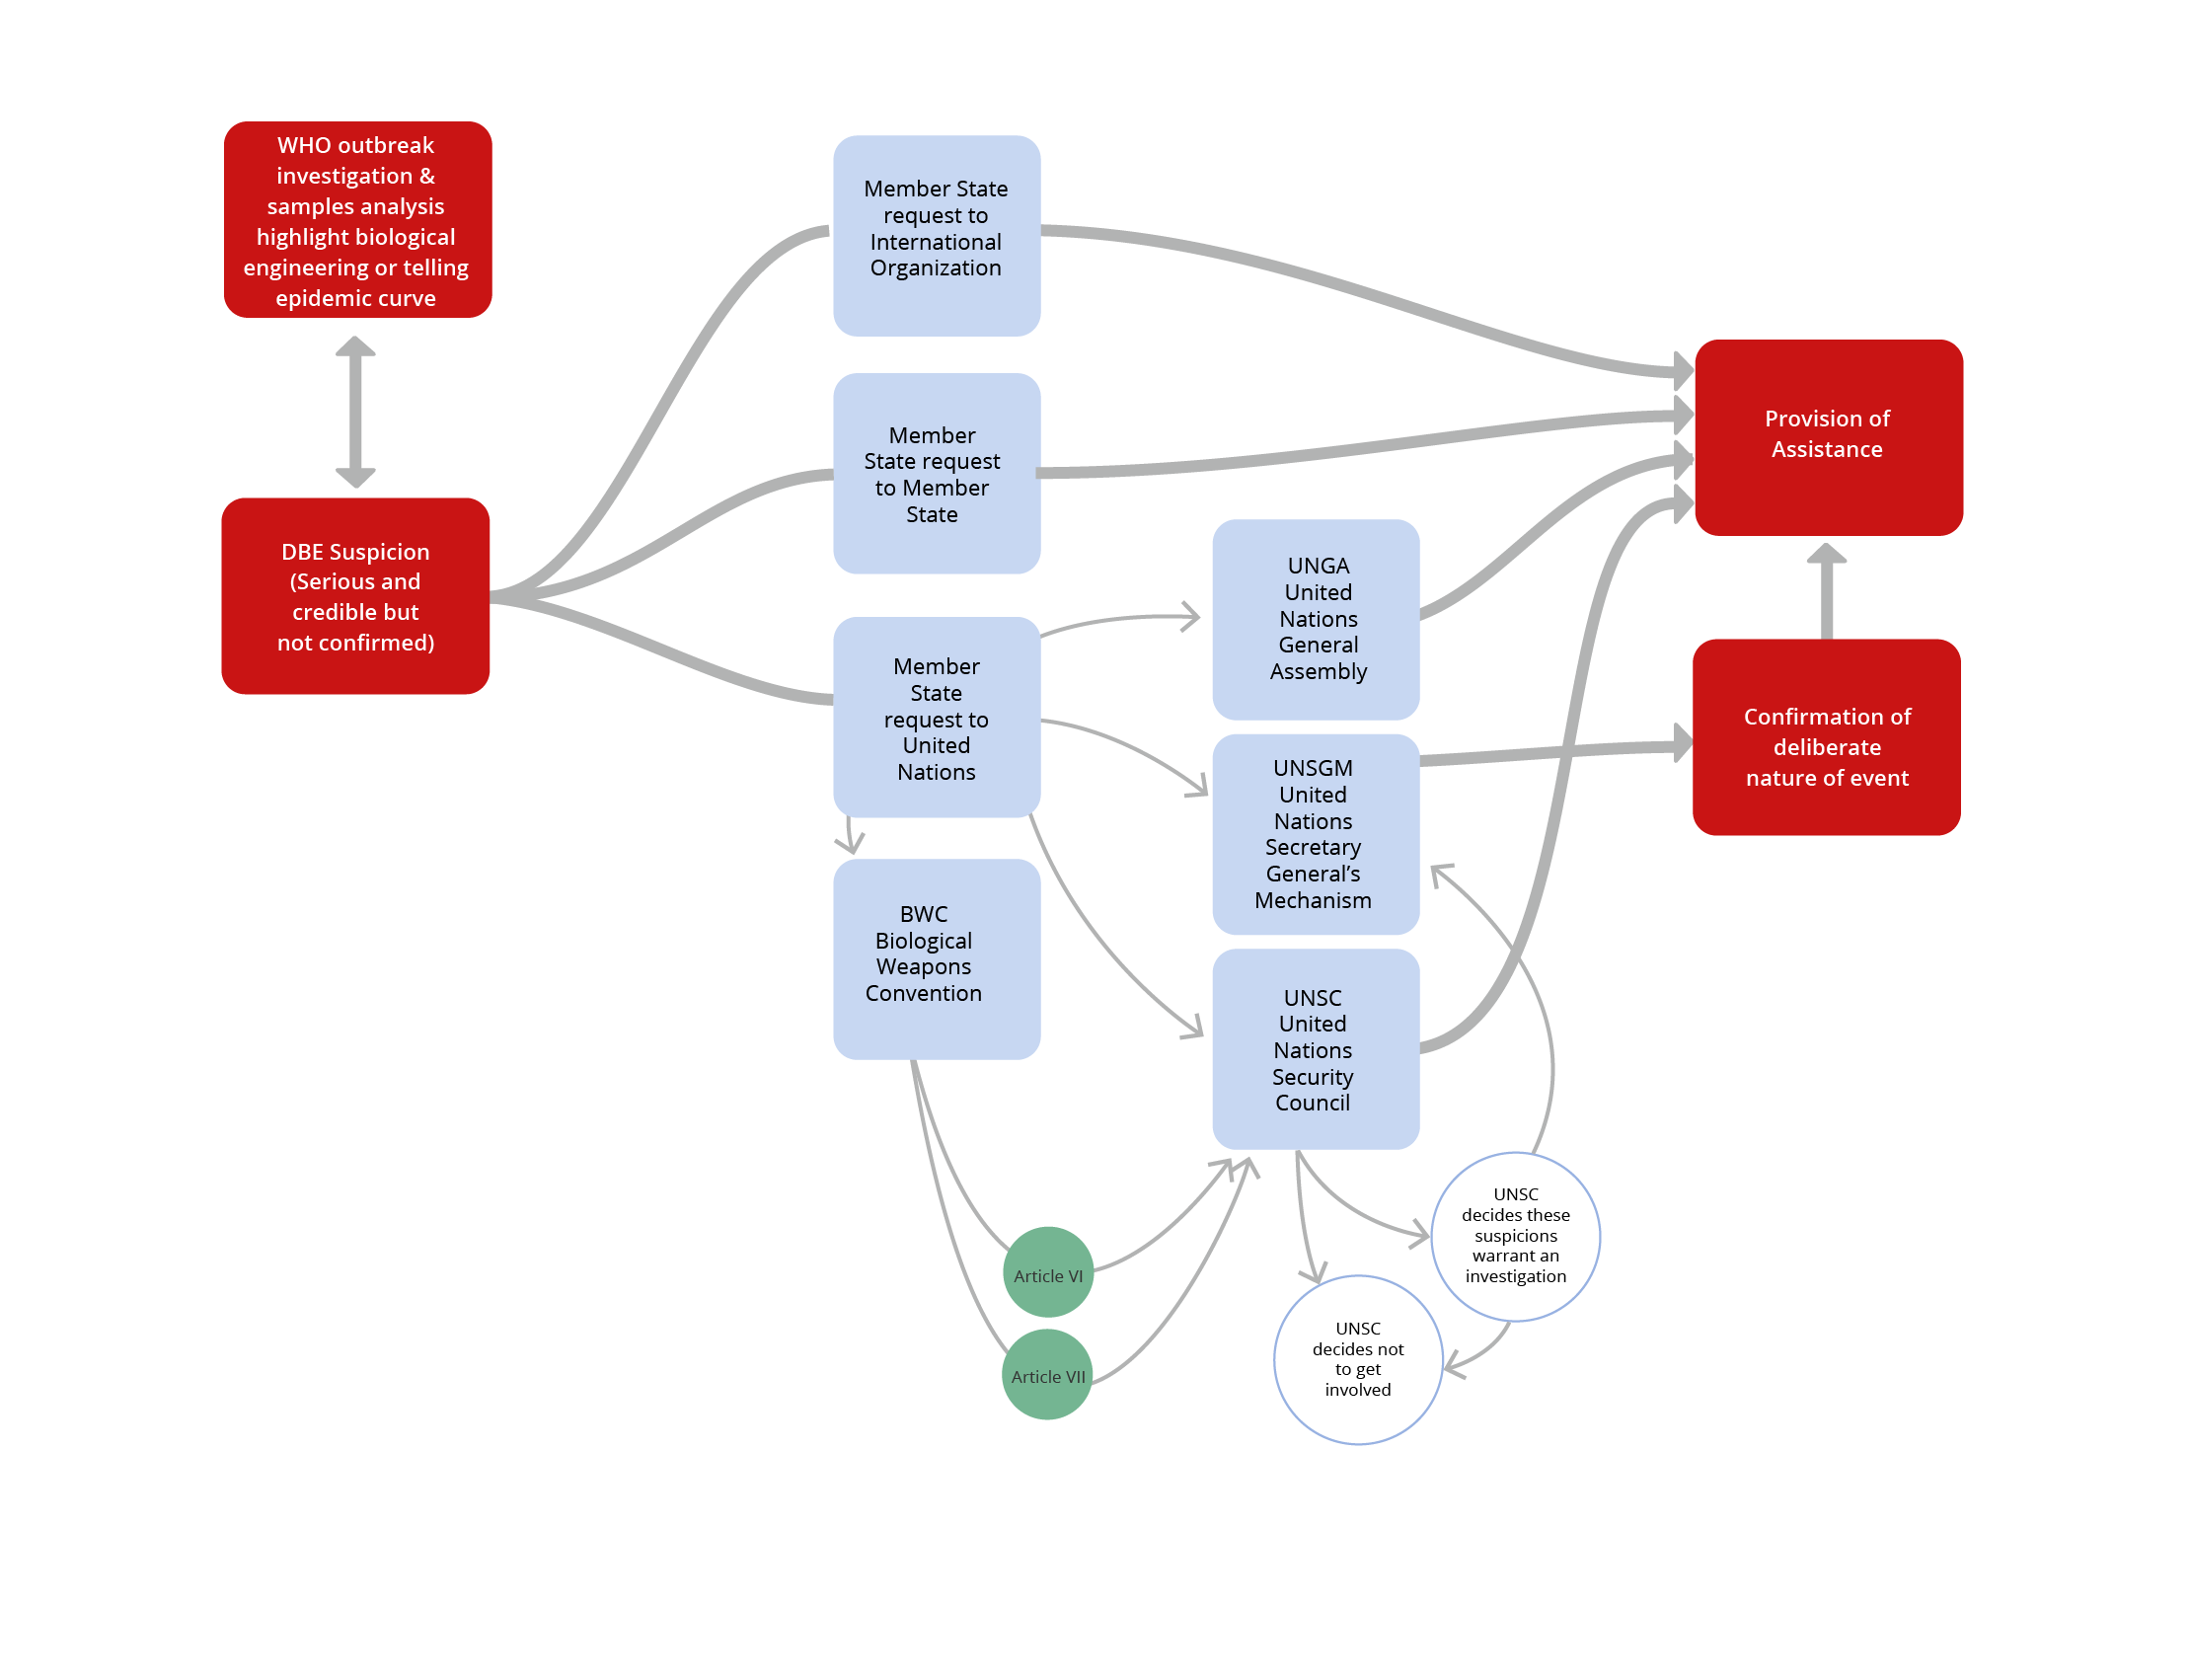 WHO outbreak
investigation &
samples analysis
highlight biological
engineering or telling
epidemic curve
DBE Suspicion
(Serious and
credible but
not confirmed)
Member State
request to
International
Organization
Member
State request
to Member
State
Member
State
request to
United
Nations
BWC
Biological
Weapons
Convention
Article VI
Article VII
UNGA
United
Nations
General
Assembly
UNSGM
United
Nations
Secretary
General’s
Mechanism
UNSC
United
Nations
Security
Council
UNSC
decides these
suspicions
warrant an
investigation
UNSC
decides not
to get
involved
Provision of
Assistance
Confirmation of
deliberate
nature of event